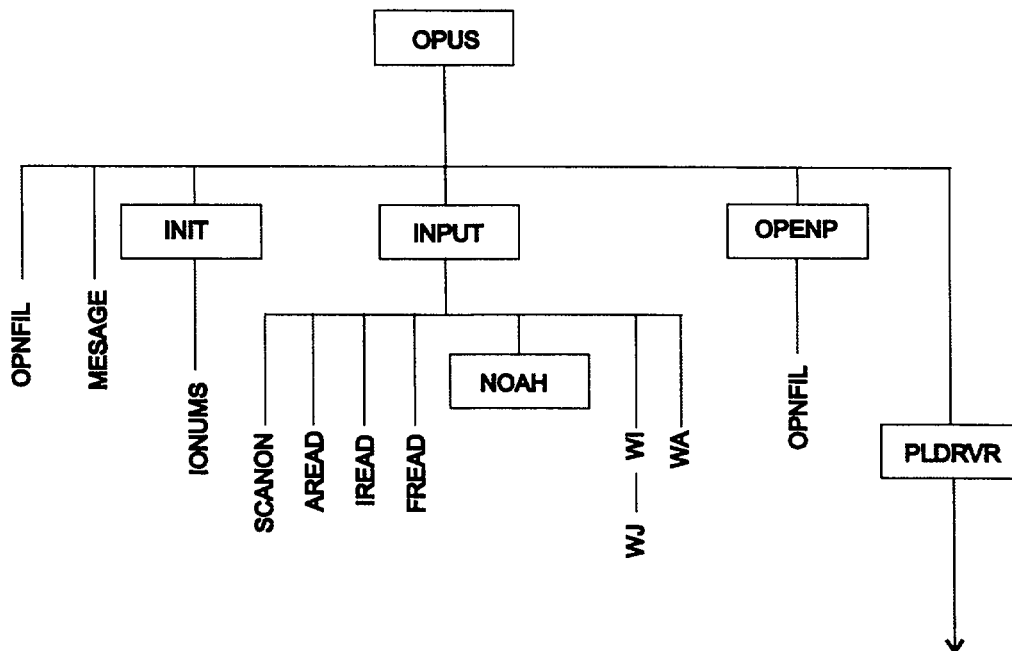 OPUS
INIT
INPUT
OPENP
OPNFIL
MESAGE
IONUMS
NOAH
OPNFIL
SCANON
AREAD
IREAD
FREAD
WI
WA
PLDRVR
WJ